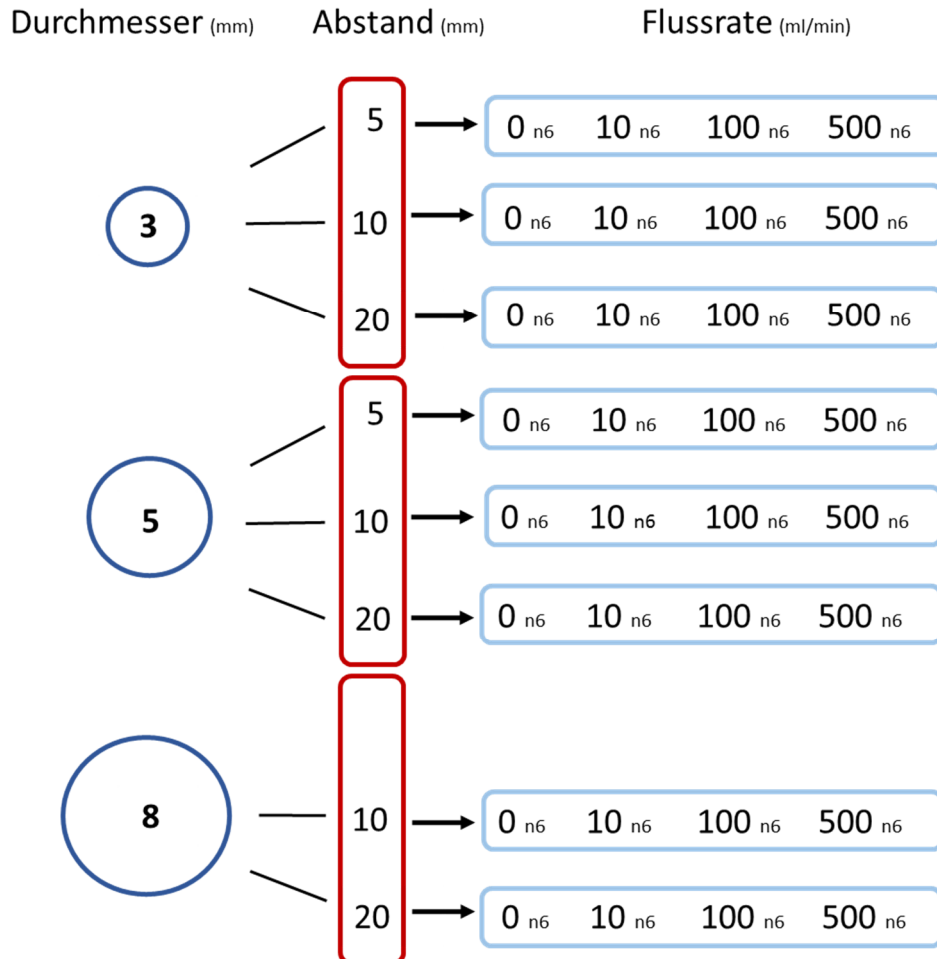 Durchmesser (mm) Abstand (mm) Flussrate (ml/min)
5 0 n6 10 n6 100 n6 500 n6
3 10 0 n6 10 n6 100 n6 500 n6
20 0 n6 10 n6 100 n6 500 n6
5 0 n6 10 n6 100 n6 500 n6
5 10 0 n6 10 n6 100 n6 500 n6
20 0 n6 10 n6 100 n6 500 n6
8 10 0 n6 10 n6 100 n6 500 n6
20 0 n6 10 n6 100 n6 500 n6